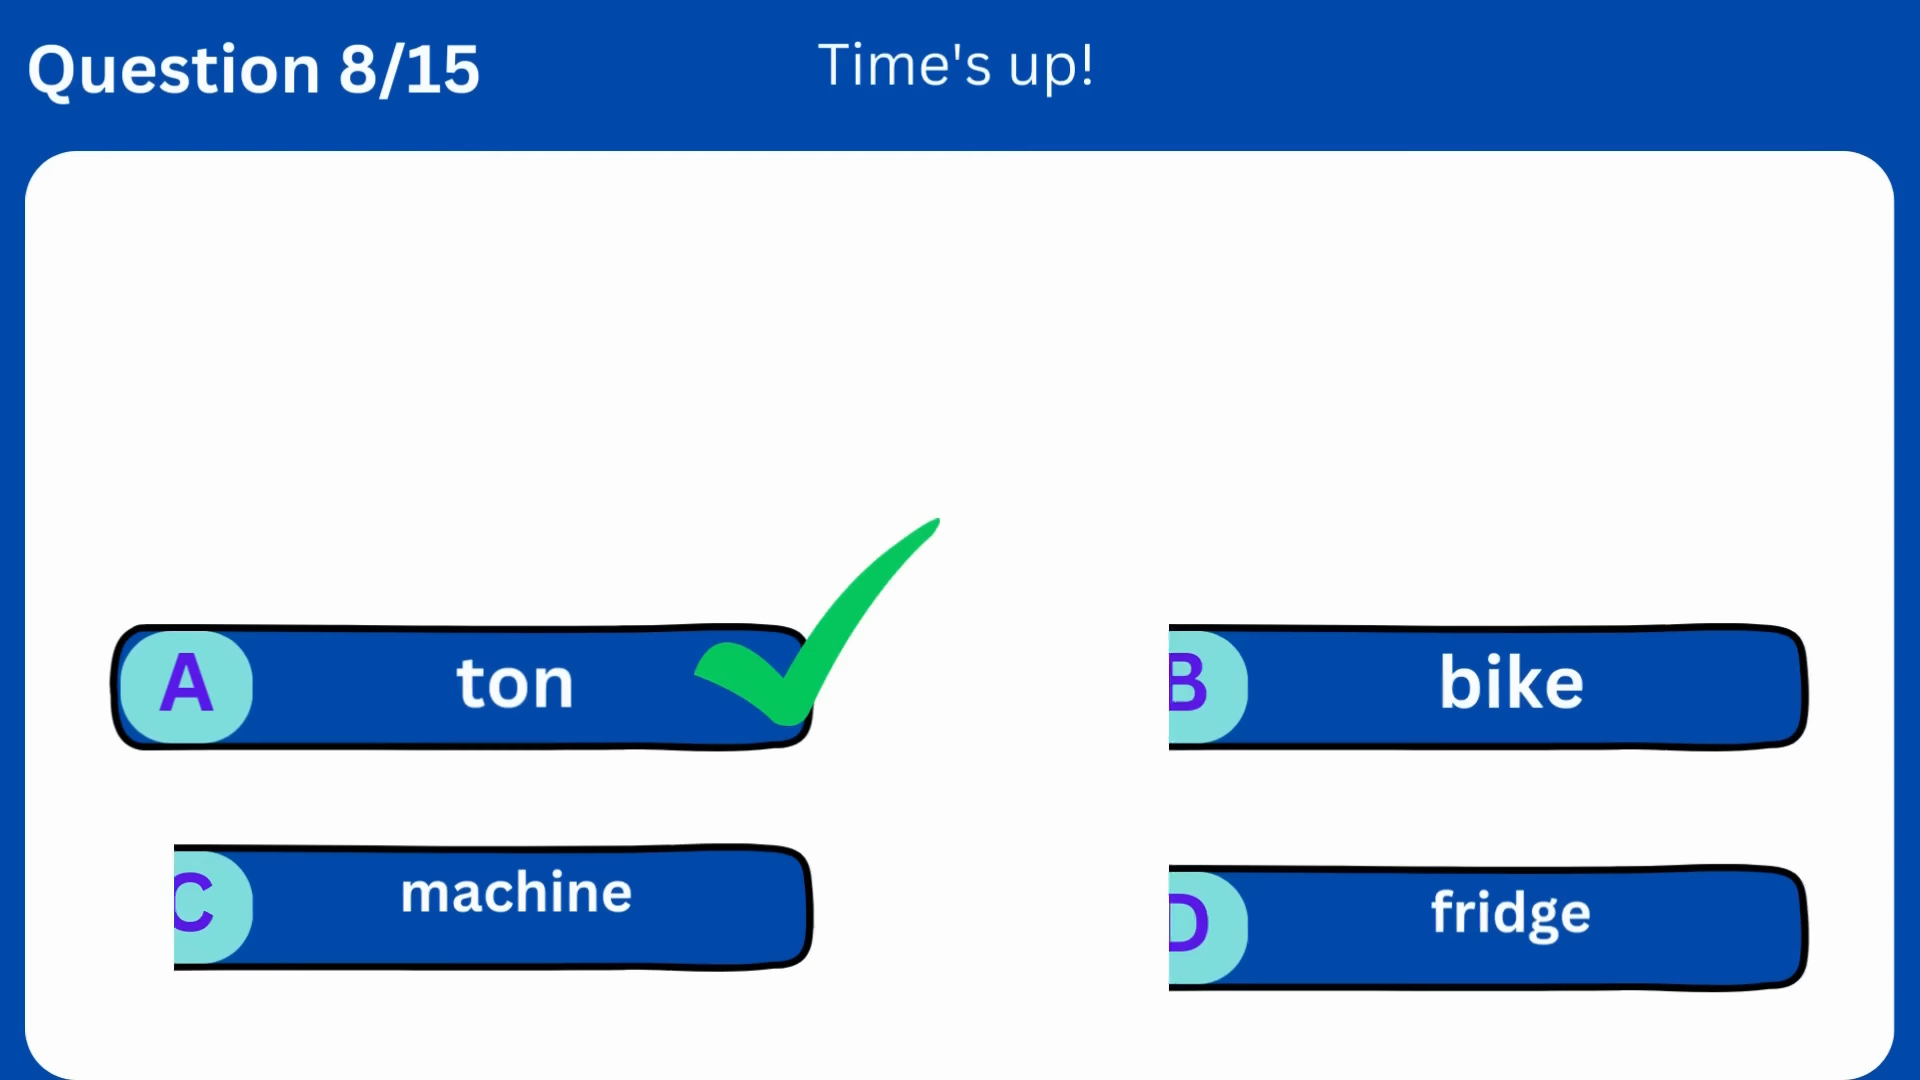 Question 8/15
Time's up!
A ton
B bike
C machine
D fridge